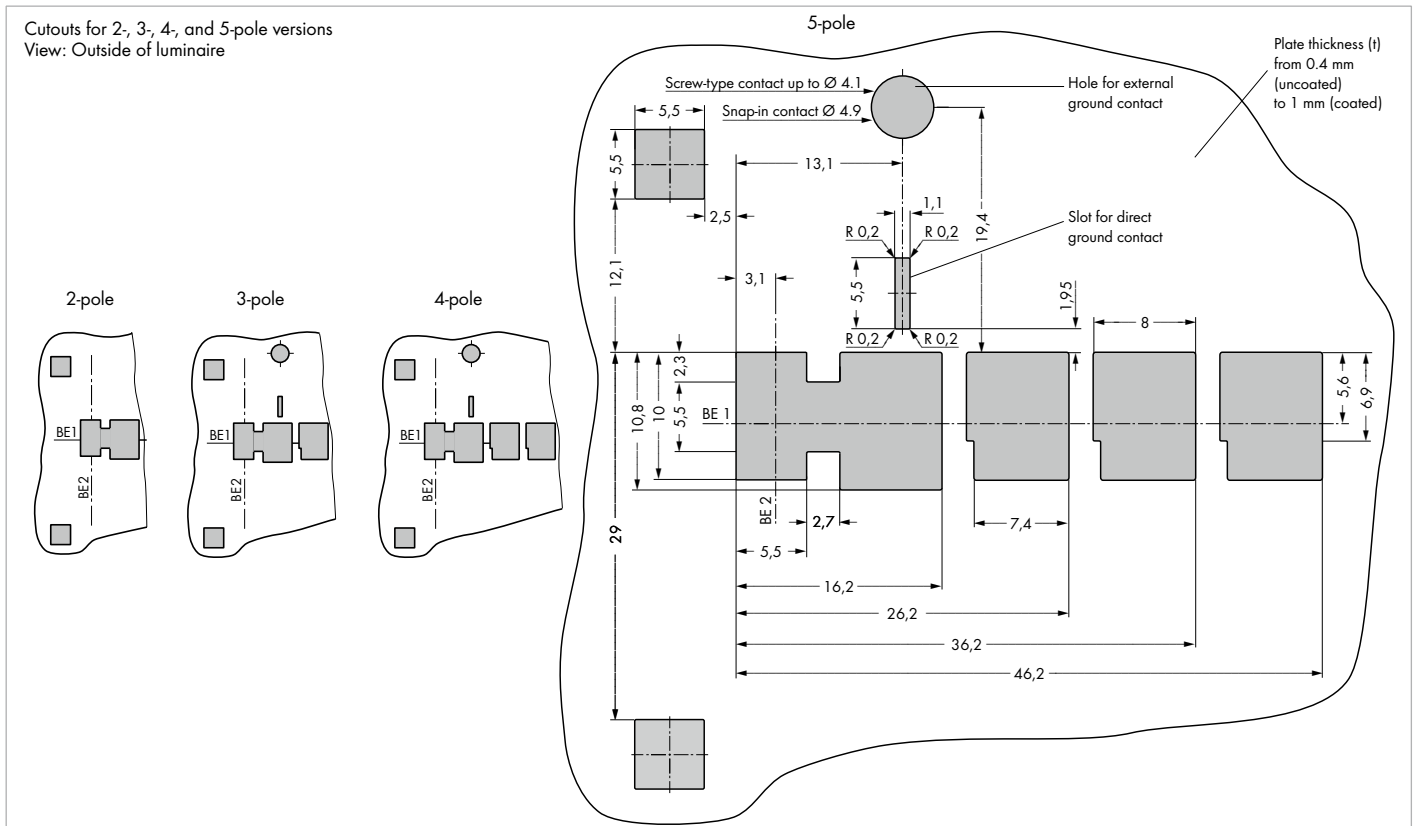 Cutouts for 2-, 3-, 4-, and 5-pole versions
View: Outside of luminaire
5-pole
Plate thickness (t)
from 0.4 mm
(uncoated)
to 1 mm (coated)
Screw-type contact up to Ø 4.1
Snap-in contact Ø 4.9
Hole for external
ground contact
5,5
5,5
13,1
2,5
1,1
19,4
R 0,2
R 0,2
Slot for direct
ground contact
12,1
3,1
5,5
1,95
R 0,2
R 0,2
8
2-pole
3-pole
4-pole
2,3
10,8
10
5,5
BE 1
5,6
6,9
BE1
BE2
BE1
BE2
BE1
BE2
BE 2
2,7
7,4
29
5,5
16,2
26,2
36,2
46,2